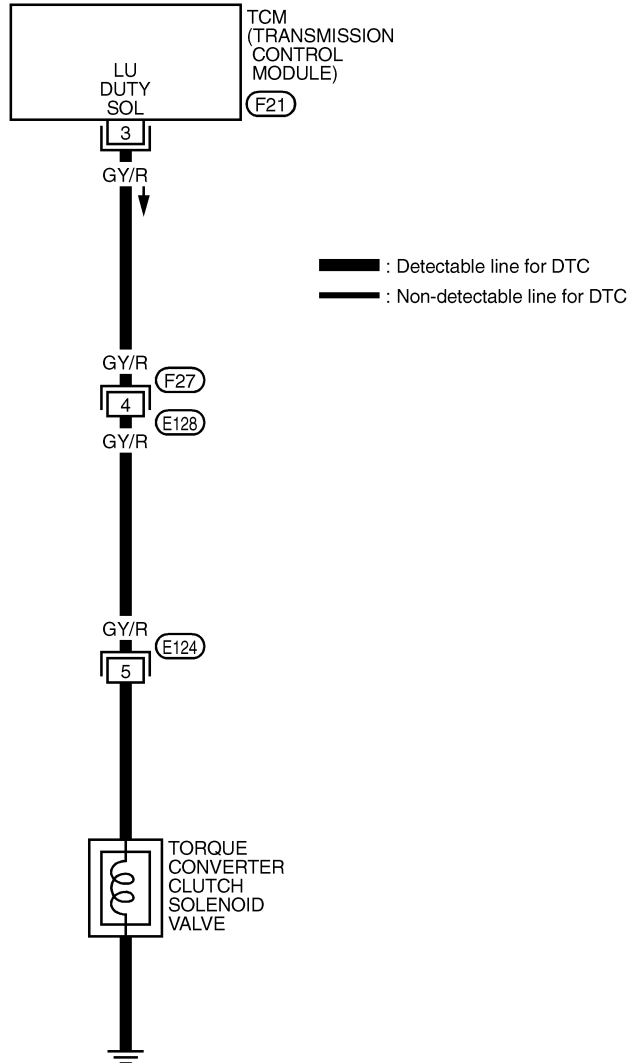 TCM
(TRANSMISSION
CONTROL
MODULE)
F21
LU
DUTY
SOL
3
GY/R
: Detectable line for DTC
: Non-detectable line for DTC
GY/R
F27
4
E128
GY/R
GY/R
E124
5
TORQUE
CONVERTER
CLUTCH
SOLENOID
VALVE